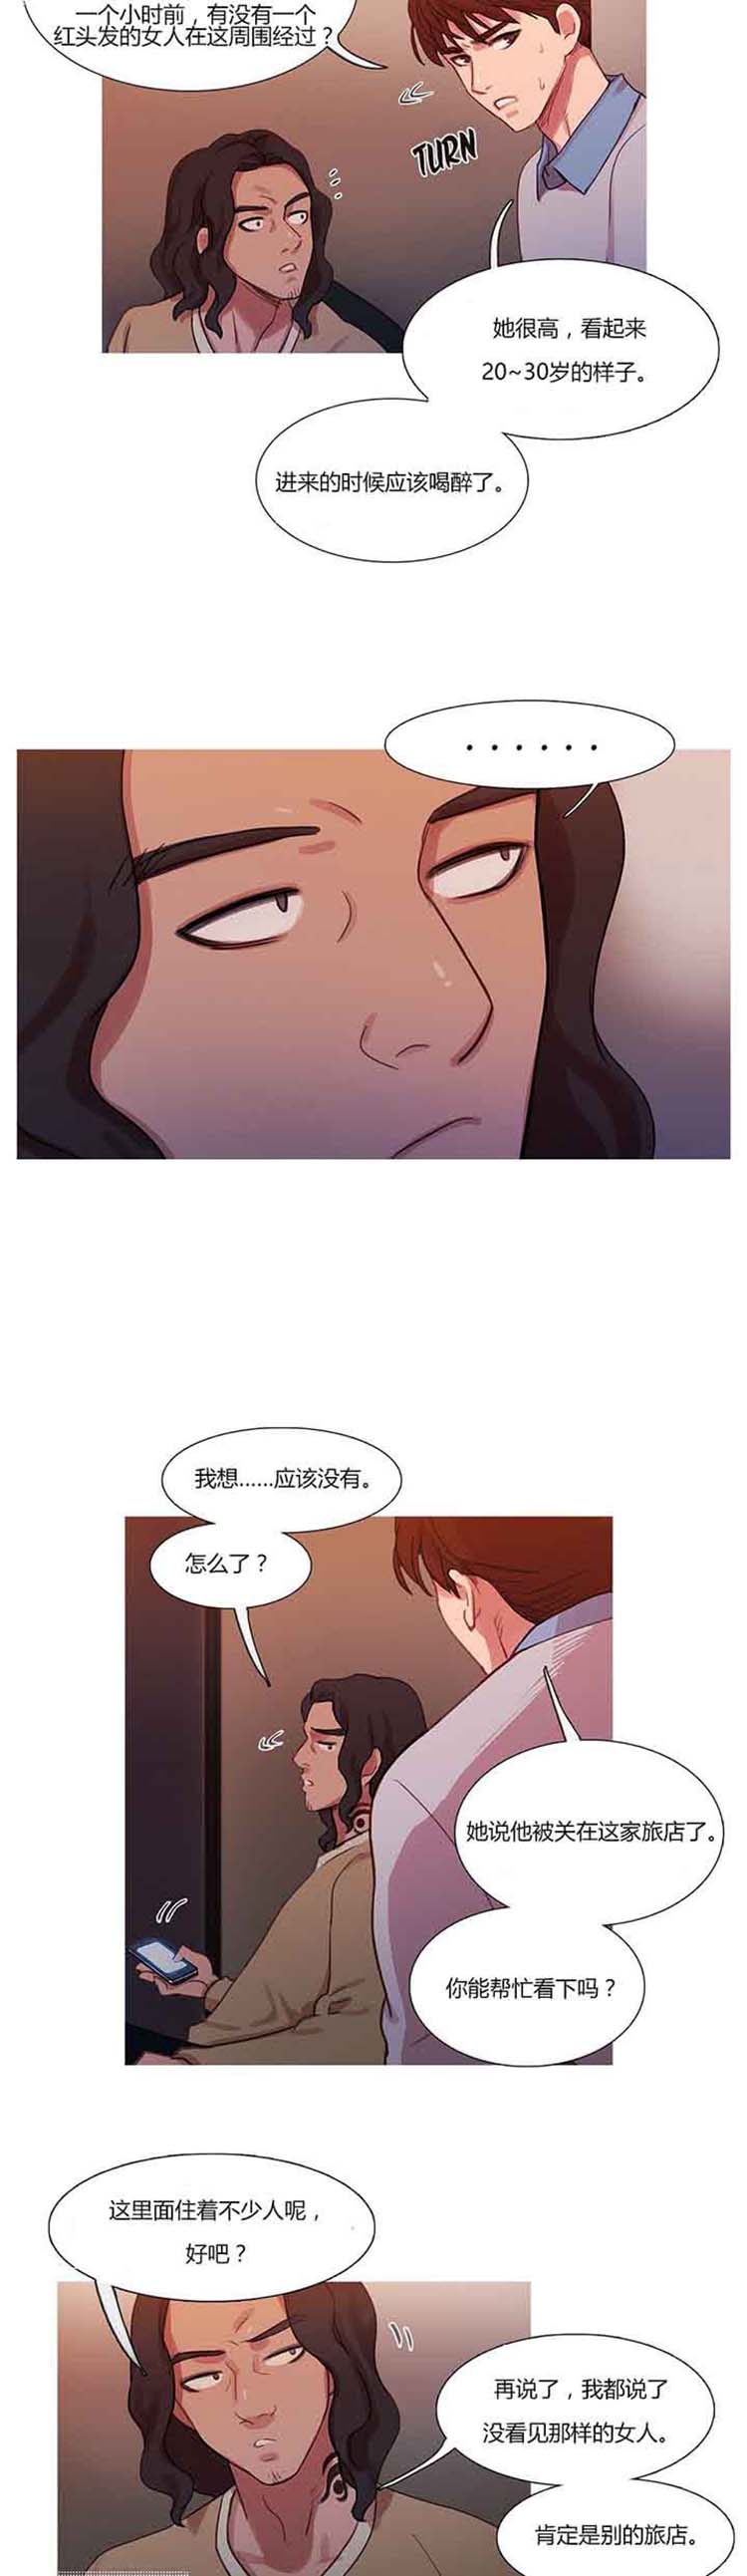 一个小时前，有没有一个
红头发的女人在这周围经过？
TURN
她很高，看起来
20~30岁的样子。
进来的时候应该喝醉了。
······
我想……应该没有。
怎么了？
她说他被关在这家旅店了。
你能帮忙看下吗？
这里面住着不少人呢，
好吧？
再说了，我都说了
没看见那样的女人。
肯定是别的旅店。